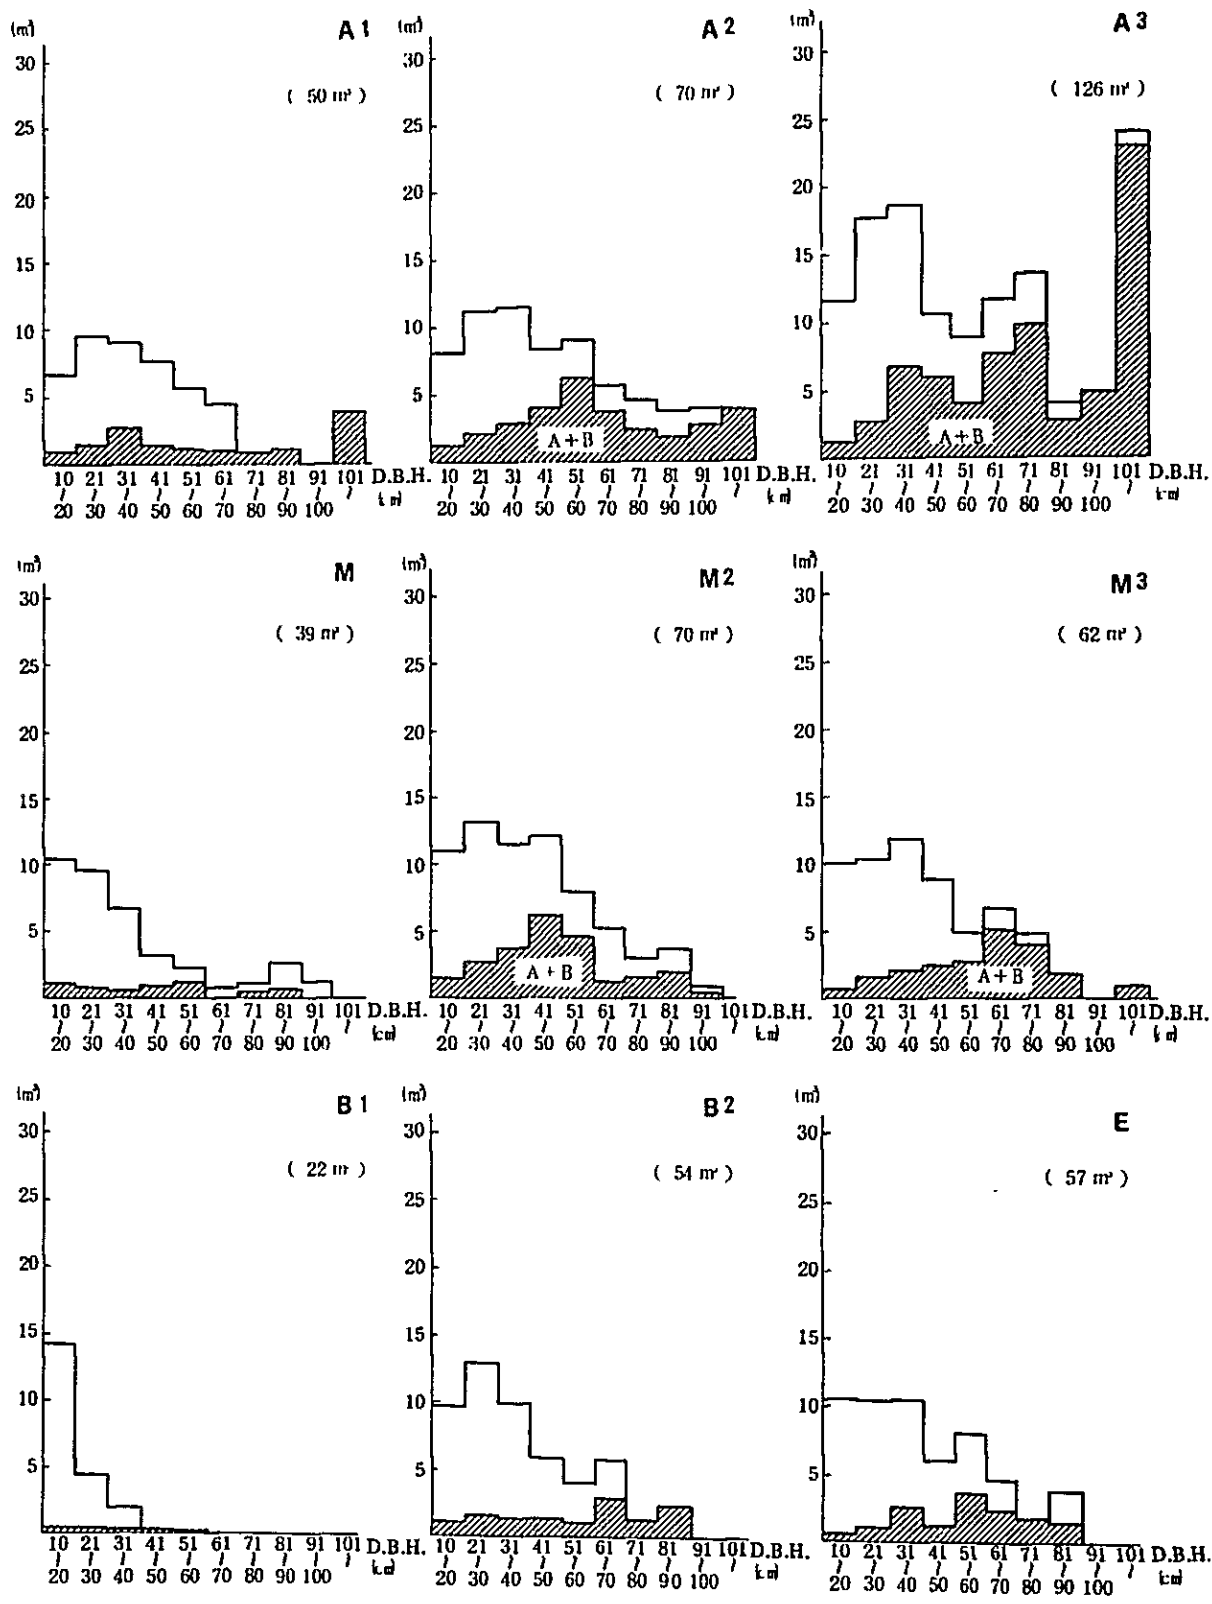 (m³) A1
30
( 50 m³ )
25
20
15
10
5
10 21 31 41 51 61 71 81 91 101 D.B.H.
~ ~ ~ ~ ~ ~ ~ ~ ~ ~ (cm)
20 30 40 50 60 70 80 90 100
(m³) A2
30
( 70 m³ )
25
20
15
10
5
A+B
10 21 31 41 51 61 71 81 91 101 D.B.H.
~ ~ ~ ~ ~ ~ ~ ~ ~ ~ (cm)
20 30 40 50 60 70 80 90 100
(m³) A3
30
( 126 m³ )
25
20
15
10
5
A+B
10 21 31 41 51 61 71 81 91 101 D.B.H.
~ ~ ~ ~ ~ ~ ~ ~ ~ ~ (cm)
20 30 40 50 60 70 80 90 100
(m³) M
30
( 39 m³ )
25
20
15
10
5
10 21 31 41 51 61 71 81 91 101 D.B.H.
~ ~ ~ ~ ~ ~ ~ ~ ~ ~ (cm)
20 30 40 50 60 70 80 90 100
(m³) M2
30
( 70 m³ )
25
20
15
10
5
A+B
10 21 31 41 51 61 71 81 91 101 D.B.H.
~ ~ ~ ~ ~ ~ ~ ~ ~ ~ (cm)
20 30 40 50 60 70 80 90 100
(m³) M3
30
( 62 m³ )
25
20
15
10
5
A+B
10 21 31 41 51 61 71 81 91 101 D.B.H.
~ ~ ~ ~ ~ ~ ~ ~ ~ ~ (cm)
20 30 40 50 60 70 80 90 100
(m³) B1
30
( 22 m³ )
25
20
15
10
5
10 21 31 41 51 61 71 81 91 101 D.B.H.
~ ~ ~ ~ ~ ~ ~ ~ ~ ~ (cm)
20 30 40 50 60 70 80 90 100
(m³) B2
30
( 54 m³ )
25
20
15
10
5
10 21 31 41 51 61 71 81 91 101 D.B.H.
~ ~ ~ ~ ~ ~ ~ ~ ~ ~ (cm)
20 30 40 50 60 70 80 90 100
(m³) E
30
( 57 m³ )
25
20
15
10
5
10 21 31 41 51 61 71 81 91 101 D.B.H.
~ ~ ~ ~ ~ ~ ~ ~ ~ ~ (cm)
20 30 40 50 60 70 80 90 100